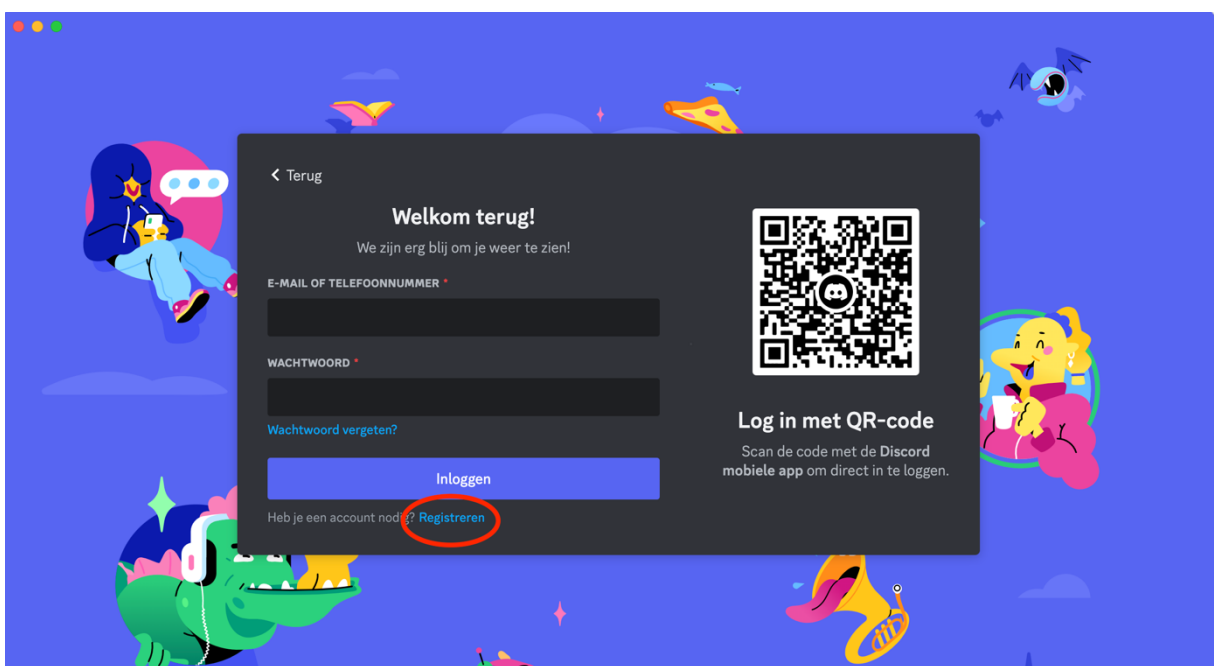 Terug
Welkom terug!
We zijn erg blij om je weer te zien!
E-MAIL OF TELEFOONNUMMER *
WACHTWOORD *
Wachtwoord vergeten?
Inloggen
Heb je een account nodig? Registreren
Log in met QR-code
Scan de code met de Discord
mobiele app om direct in te loggen.